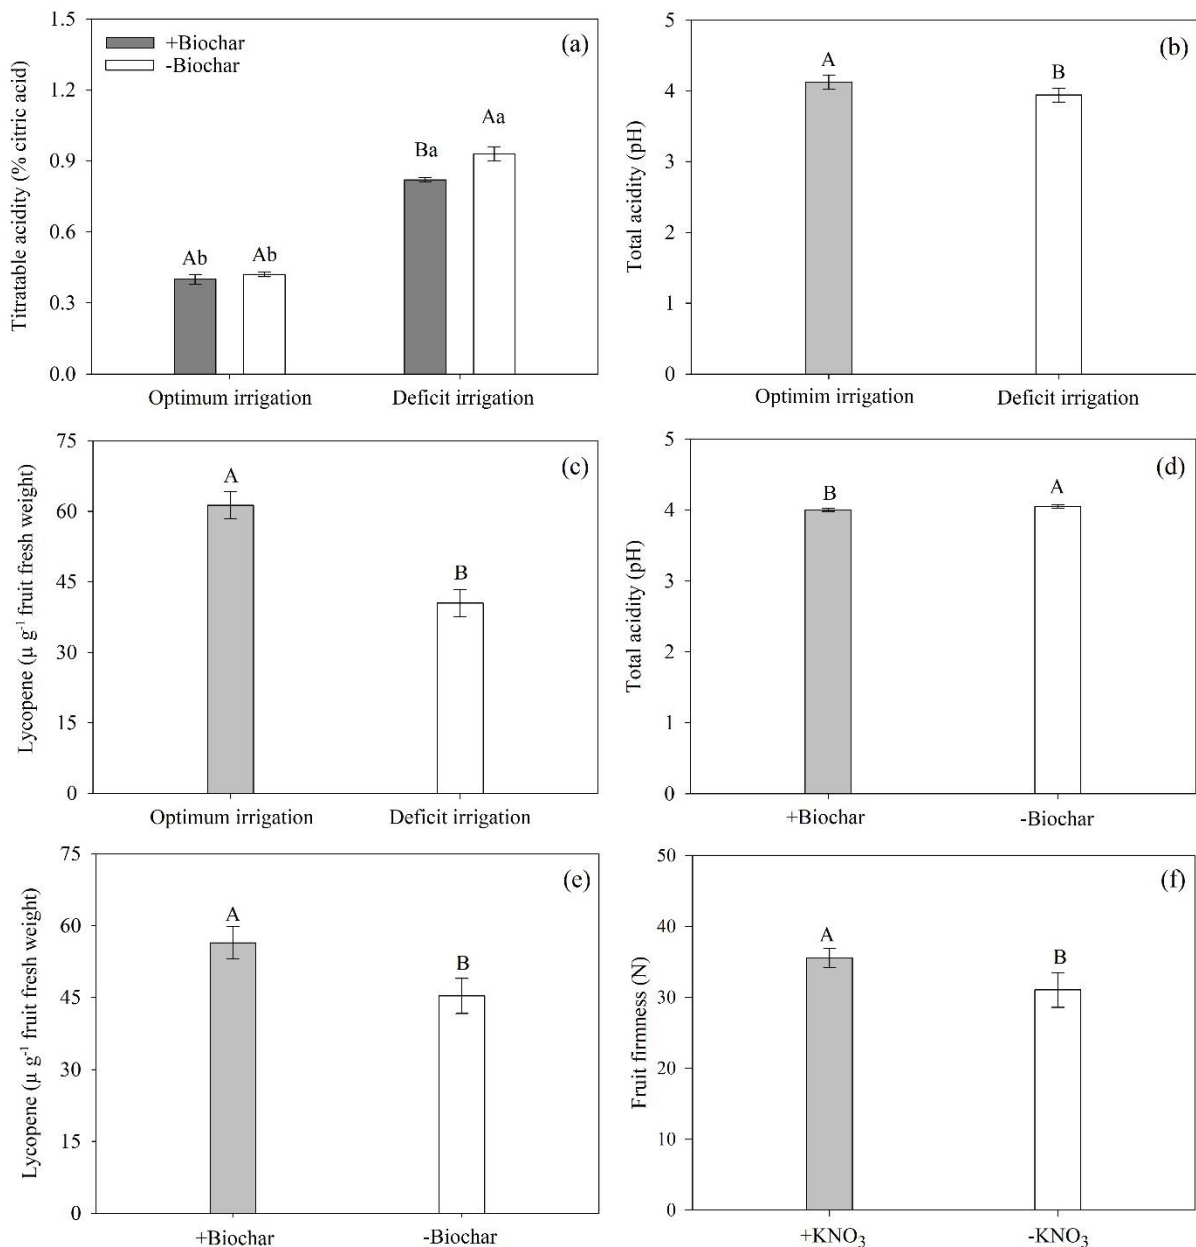 Titratable acidity (% citric acid)
1.5
1.2
0.9
0.6
0.3
0.0
+Biochar
-Biochar
(a)
Ab
Ab
Ba
Aa
Optimum irrigation
Deficit irrigation
Total acidity (pH)
5
4
3
2
1
0
(b)
A
B
Optimim irrigation
Deficit irrigation
Lycopene (µ g⁻¹ fruit fresh weight)
75
60
45
30
15
0
(c)
A
B
Optimum irrigation
Deficit irrigation
Total acidity (pH)
5
4
3
2
1
0
(d)
B
A
+Biochar
-Biochar
Lycopene (µ g⁻¹ fruit fresh weight)
75
60
45
30
15
0
(e)
A
B
+Biochar
-Biochar
Fruit firmness (N)
50
40
30
20
10
0
(f)
A
B
+KNO₃
-KNO₃